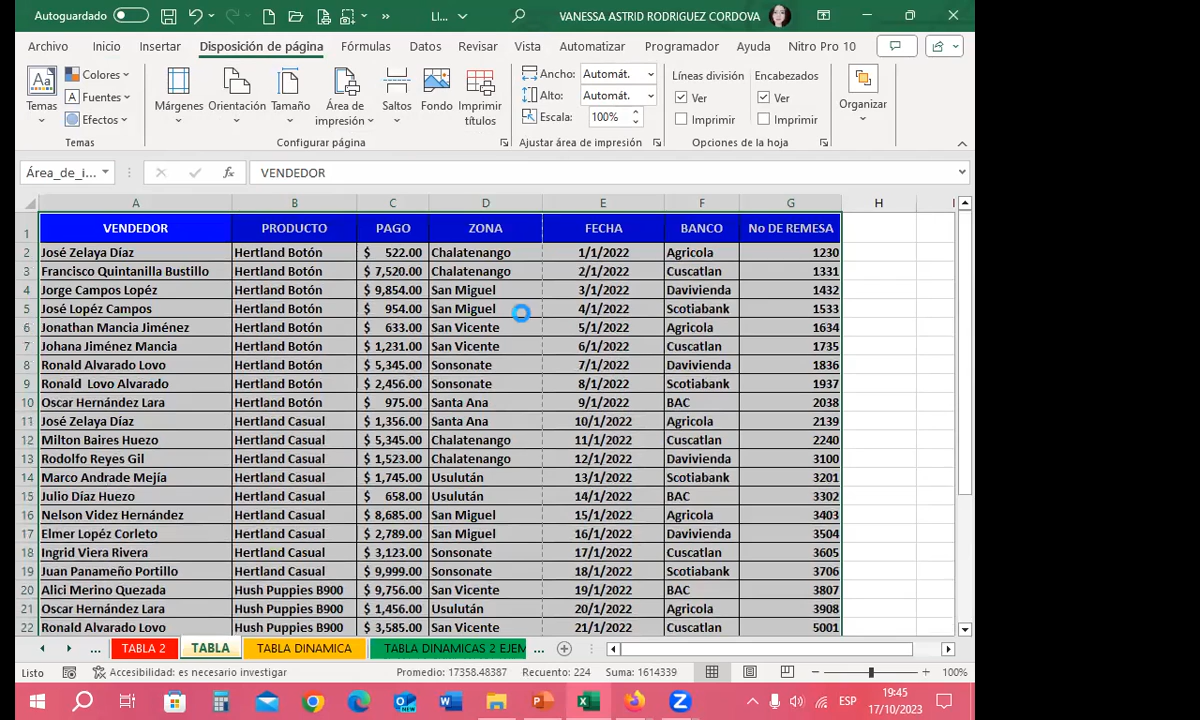 Autoguardado
LI...
VANESSA ASTRID RODRIGUEZ CORDOVA
Archivo Inicio Insertar Disposición de página Fórmulas Datos Revisar Vista Automatizar Programador Ayuda Nitro Pro 10
Temas Colores Fuentes Efectos
Márgenes Orientación Tamaño Área de impresión Saltos Fondo Imprimir títulos
Ancho: Automát.
Alto: Automát.
Escala: 100%
Líneas división Encabezados
Ver Ver
Imprimir Imprimir
Organizar
Temas Configurar página Ajustar área de impresión Opciones de la hoja
Área_de_i... fx VENDEDOR
A B C D E F G H I
1 VENDEDOR PRODUCTO PAGO ZONA FECHA BANCO No DE REMESA
2 José Zelaya Díaz Hertland Botón $ 522.00 Chalatenango 1/1/2022 Agricola 1230
3 Francisco Quintanilla Bustillo Hertland Botón $ 7,520.00 Chalatenango 2/1/2022 Cuscatlan 1331
4 Jorge Campos Lopéz Hertland Botón $ 9,854.00 San Miguel 3/1/2022 Davivienda 1432
5 José Lopéz Campos Hertland Botón $ 954.00 San Miguel 4/1/2022 Scotiabank 1533
6 Jonathan Mancia Jiménez Hertland Botón $ 633.00 San Vicente 5/1/2022 Agricola 1634
7 Johana Jiménez Mancia Hertland Botón $ 1,231.00 San Vicente 6/1/2022 Cuscatlan 1735
8 Ronald Alvarado Lovo Hertland Botón $ 5,345.00 Sonsonate 7/1/2022 Davivienda 1836
9 Ronald Lovo Alvarado Hertland Botón $ 2,456.00 Sonsonate 8/1/2022 Scotiabank 1937
10 Oscar Hernández Lara Hertland Botón $ 975.00 Santa Ana 9/1/2022 BAC 2038
11 José Zelaya Díaz Hertland Casual $ 1,356.00 Santa Ana 10/1/2022 Agricola 2139
12 Milton Baires Huezo Hertland Casual $ 5,345.00 Chalatenango 11/1/2022 Cuscatlan 2240
13 Rodolfo Reyes Gil Hertland Casual $ 1,523.00 Chalatenango 12/1/2022 Davivienda 3100
14 Marco Andrade Mejía Hertland Casual $ 1,745.00 Usulután 13/1/2022 Scotiabank 3201
15 Julio Díaz Huezo Hertland Casual $ 658.00 Usulután 14/1/2022 BAC 3302
16 Nelson Videz Hernández Hertland Casual $ 8,685.00 San Miguel 15/1/2022 Agricola 3403
17 Elmer Lopéz Corleto Hertland Casual $ 2,789.00 San Miguel 16/1/2022 Davivienda 3504
18 Ingrid Viera Rivera Hertland Casual $ 3,123.00 Sonsonate 17/1/2022 Cuscatlan 3605
19 Juan Panameño Portillo Hertland Casual $ 9,999.00 Sonsonate 18/1/2022 Scotiabank 3706
20 Alici Merino Quezada Hush Puppies B900 $ 9,756.00 San Vicente 19/1/2022 BAC 3807
21 Oscar Hernández Lara Hush Puppies B900 $ 1,456.00 Usulután 20/1/2022 Agricola 3908
22 Ronald Alvarado Lovo Hush Puppies B900 $ 3,585.00 San Vicente 21/1/2022 Cuscatlan 5001
... TABLA 2 TABLA TABLA DINAMICA TABLA DINAMICAS 2 EJEM ...
Listo Accesibilidad: es necesario investigar Promedio: 17358.48387 Recuento: 224 Suma: 1614339 100%
ESP 19:45
17/10/2023